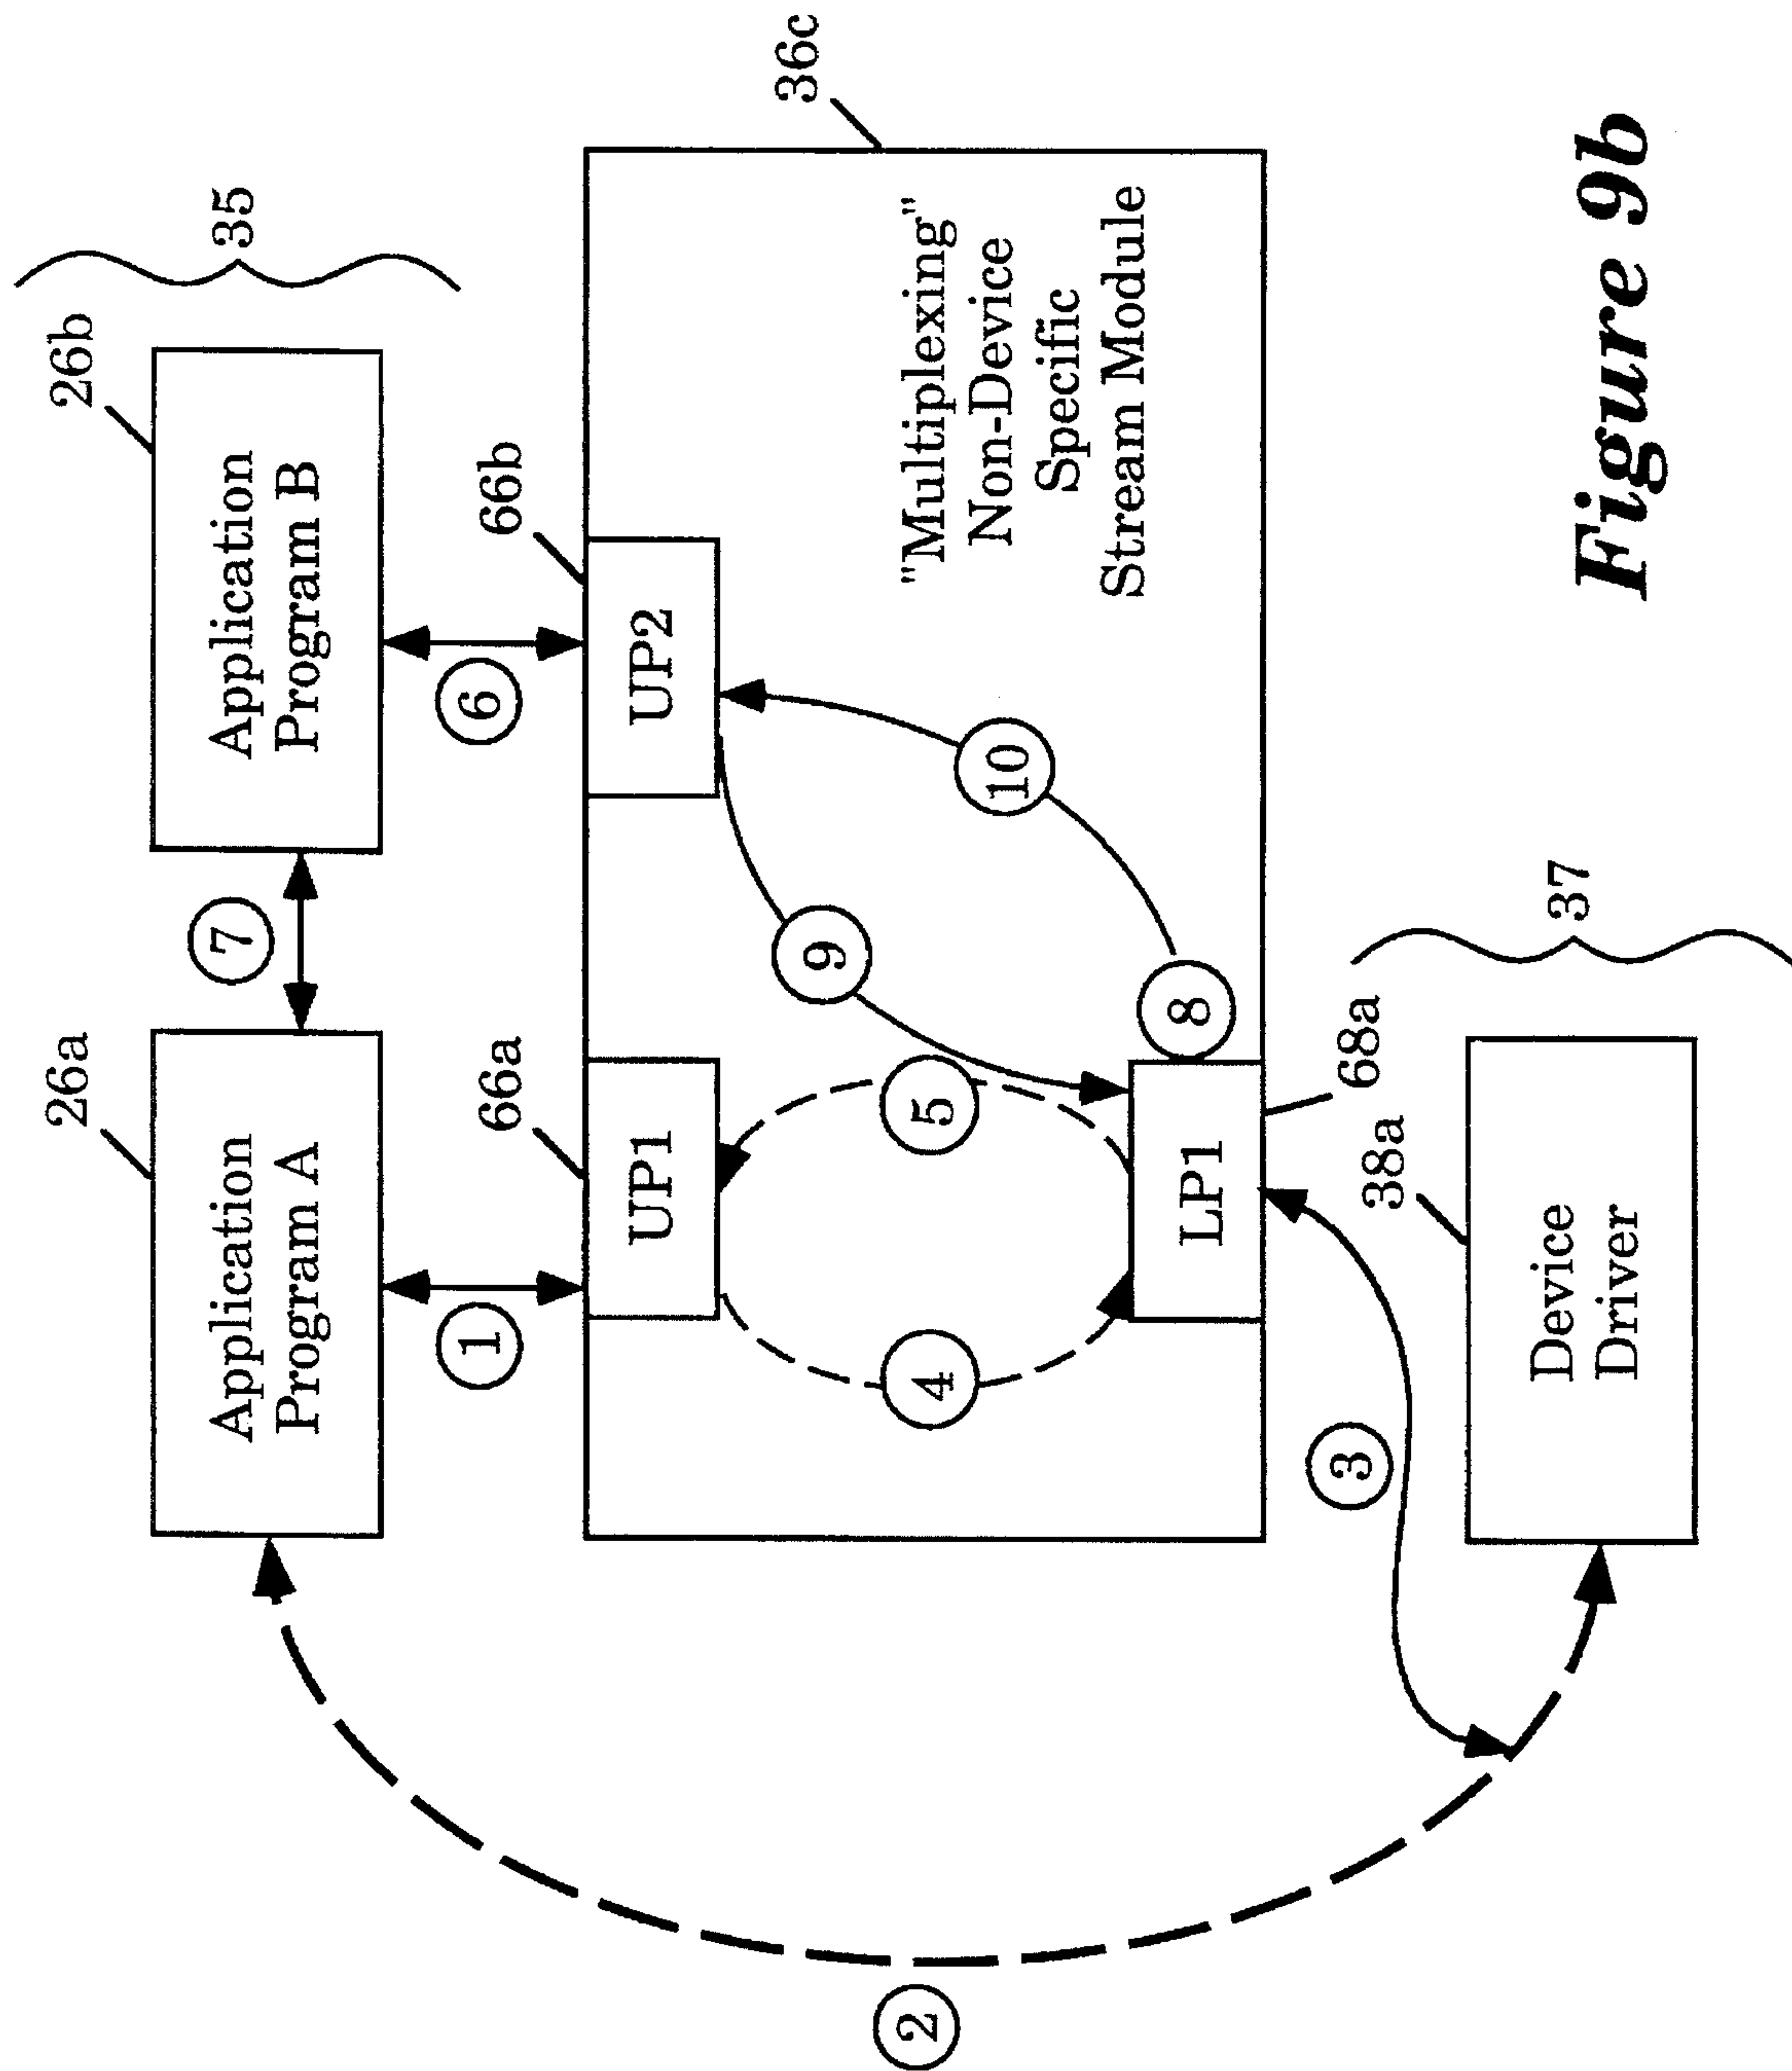 26a
26b
35
Application
Program A
7
Application
Program B
1
66a
6
66b
36c
UP1
UP2
"Multiplexing"
Non-Device
Specific
Stream Module
2
4
5
9
10
LP1
8
3
68a
38a
37
Device
Driver
Figure 9b